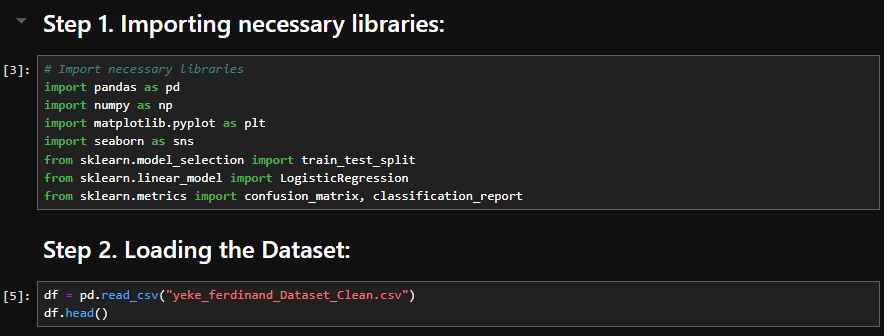 Step 1. Importing necessary libraries:
[3]:
# Import necessary libraries
import pandas as pd
import numpy as np
import matplotlib.pyplot as plt
import seaborn as sns
from sklearn.model_selection import train_test_split
from sklearn.linear_model import LogisticRegression
from sklearn.metrics import confusion_matrix, classification_report
Step 2. Loading the Dataset:
[5]:
df = pd.read_csv("yeke_ferdinand_Dataset_Clean.csv")
df.head()